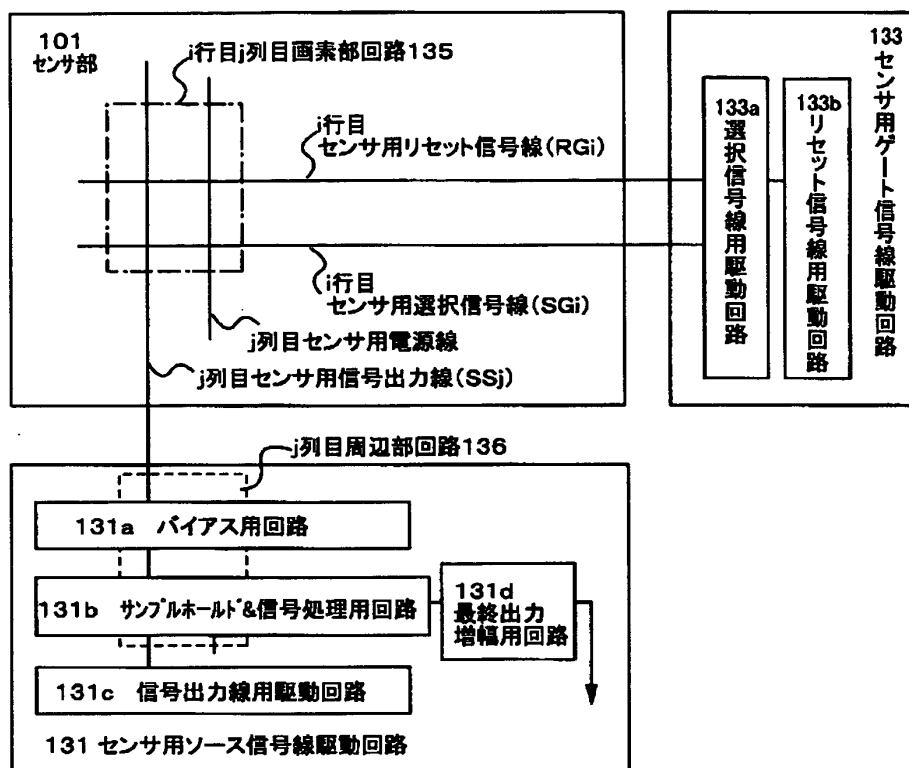 101
センサ部
i行目j列目画素部回路135
i行目
センサ用リセット信号線(RGi)
i行目
センサ用選択信号線(SGi)
j列目センサ用電源線
j列目センサ用信号出力線(SSj)
133
センサ用ゲート信号線駆動回路
133a
選択信号線用駆動回路
133b
リセット信号線用駆動回路
j列目周辺部回路136
131a バイアス用回路
131b サンプルホールド&信号処理用回路
131d
最終出力
増幅用回路
131c 信号出力線用駆動回路
131 センサ用ソース信号線駆動回路